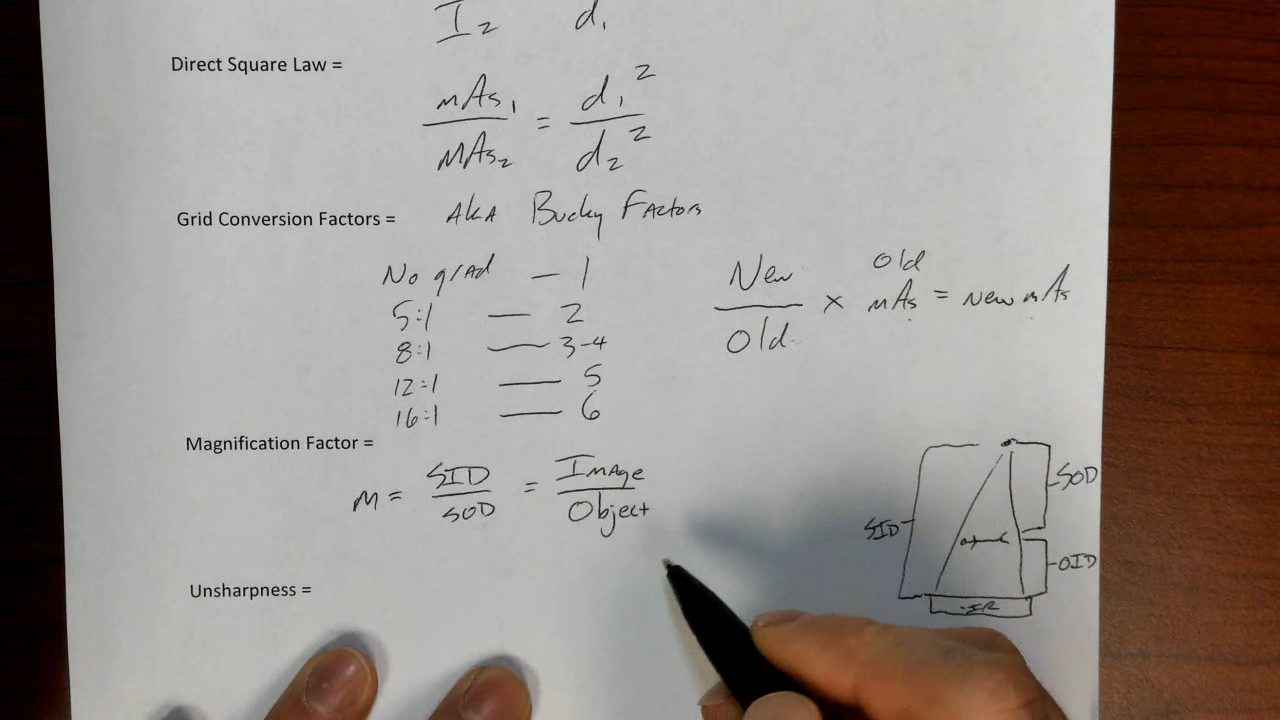 I₂ d₁
Direct Square Law =
mAs₁ / mAs₂ = d₁² / d₂²
Grid Conversion Factors = AKA Bucky Factors
No grid — 1
5:1 — 2
8:1 — 3-4
12:1 — 5
16:1 — 6
New / Old × old mAs = New mAs
Magnification Factor =
M = SID / SOD = Image / Object
SID
SOD
OID
IR
Unsharpness =